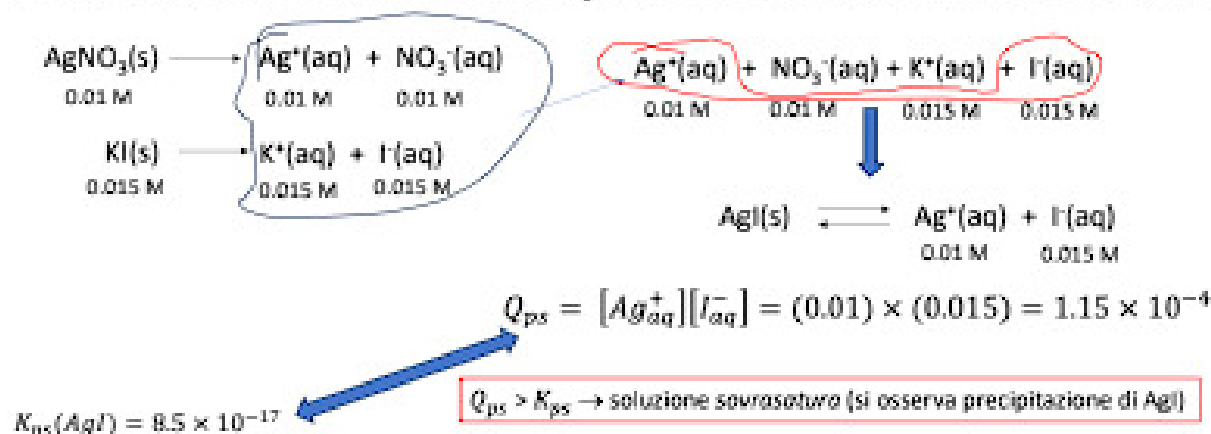 AgNO₃(s) ⟶ Ag⁺(aq) + NO₃⁻(aq)
0.01 M 0.01 M 0.01 M
KI(s) ⟶ K⁺(aq) + I⁻(aq)
0.015 M 0.015 M 0.015 M
Ag⁺(aq) + NO₃⁻(aq) + K⁺(aq) + I⁻(aq)
0.01 M 0.01 M 0.015 M 0.015 M
AgI(s) ⇌ Ag⁺(aq) + I⁻(aq)
0.01 M 0.015 M
Qps = [Ag⁺aq][I⁻aq] = (0.01) × (0.015) = 1.15 × 10⁻⁴
Kps(AgI) = 8.5 × 10⁻¹⁷
Qps > Kps → soluzione sovrasatura (si osserva precipitazione di AgI)